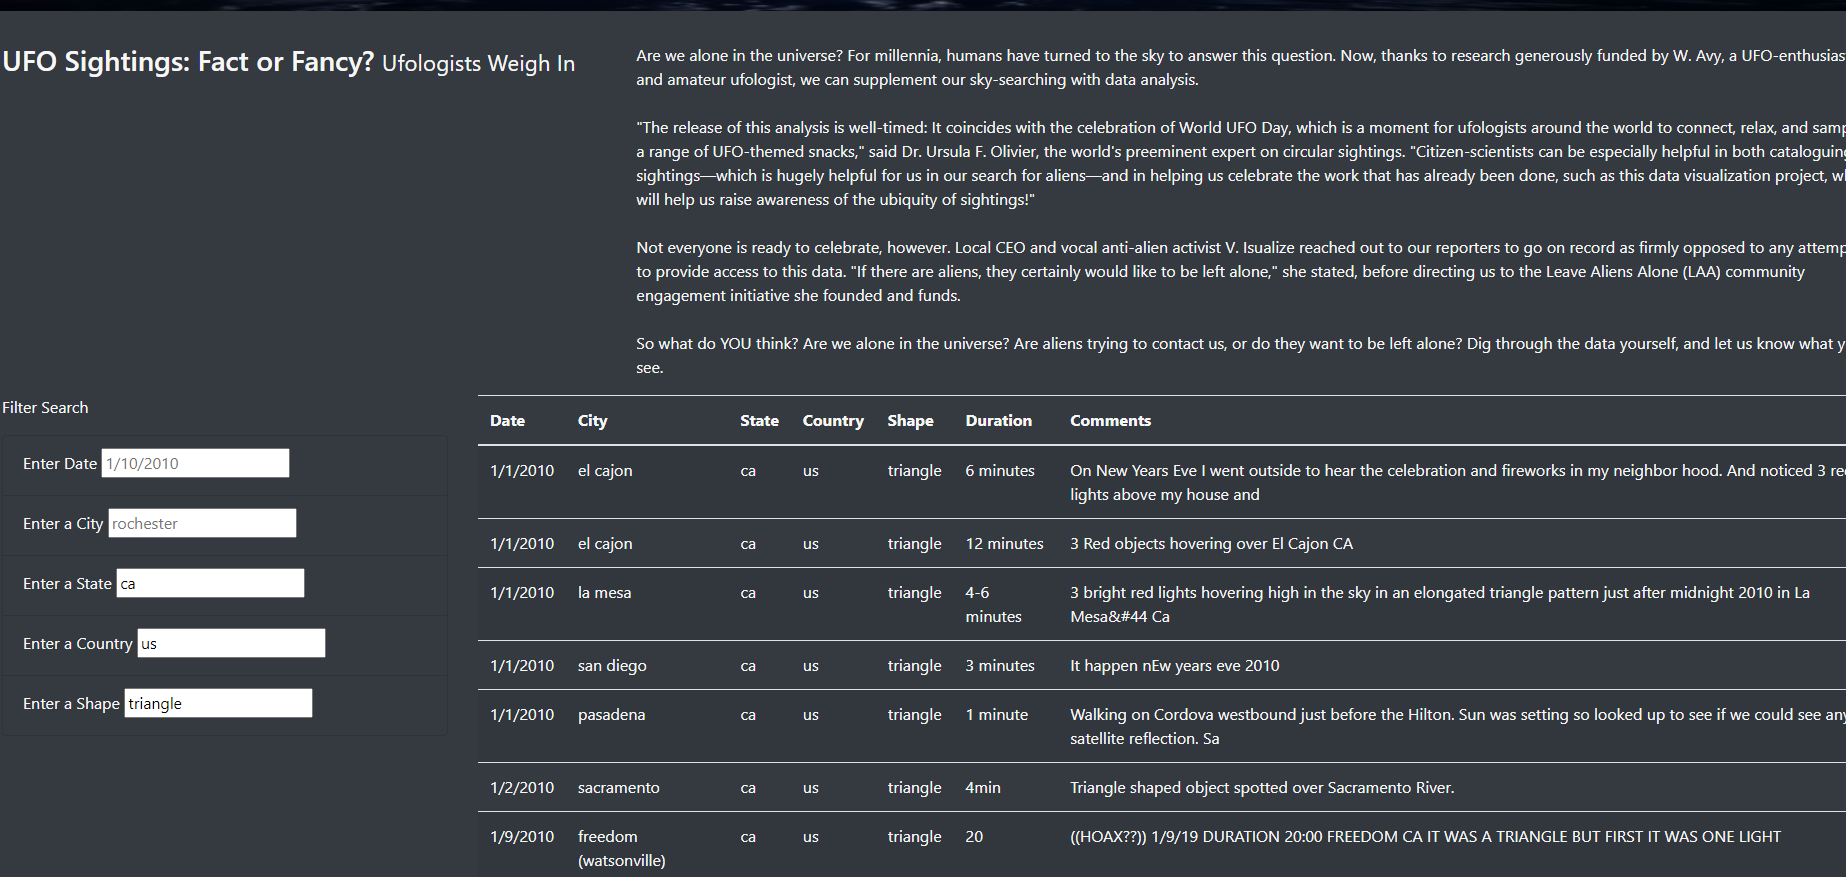 UFO Sightings: Fact or Fancy? Ufologists Weigh In
Are we alone in the universe? For millennia, humans have turned to the sky to answer this question. Now, thanks to research generously funded by W. Avy, a UFO-enthusias
and amateur ufologist, we can supplement our sky-searching with data analysis.
"The release of this analysis is well-timed: It coincides with the celebration of World UFO Day, which is a moment for ufologists around the world to connect, relax, and samp
a range of UFO-themed snacks," said Dr. Ursula F. Olivier, the world's preeminent expert on circular sightings. "Citizen-scientists can be especially helpful in both cataloguing
sightings—which is hugely helpful for us in our search for aliens—and in helping us celebrate the work that has already been done, such as this data visualization project, wh
will help us raise awareness of the ubiquity of sightings!"
Not everyone is ready to celebrate, however. Local CEO and vocal anti-alien activist V. Isualize reached out to our reporters to go on record as firmly opposed to any attemp
to provide access to this data. "If there are aliens, they certainly would like to be left alone," she stated, before directing us to the Leave Aliens Alone (LAA) community
engagement initiative she founded and funds.
So what do YOU think? Are we alone in the universe? Are aliens trying to contact us, or do they want to be left alone? Dig through the data yourself, and let us know what y
see.
Filter Search
Enter Date 1/10/2010
Enter a City rochester
Enter a State ca
Enter a Country us
Enter a Shape triangle
Date City State Country Shape Duration Comments
1/1/2010 el cajon ca us triangle 6 minutes On New Years Eve I went outside to hear the celebration and fireworks in my neighbor hood. And noticed 3 re
lights above my house and
1/1/2010 el cajon ca us triangle 12 minutes 3 Red objects hovering over El Cajon CA
1/1/2010 la mesa ca us triangle 4-6 3 bright red lights hovering high in the sky in an elongated triangle pattern just after midnight 2010 in La
minutes Mesa&#44 Ca
1/1/2010 san diego ca us triangle 3 minutes It happen nEw years eve 2010
1/1/2010 pasadena ca us triangle 1 minute Walking on Cordova westbound just before the Hilton. Sun was setting so looked up to see if we could see any
satellite reflection. Sa
1/2/2010 sacramento ca us triangle 4min Triangle shaped object spotted over Sacramento River.
1/9/2010 freedom ca us triangle 20 ((HOAX??)) 1/9/19 DURATION 20:00 FREEDOM CA IT WAS A TRIANGLE BUT FIRST IT WAS ONE LIGHT
(watsonville)